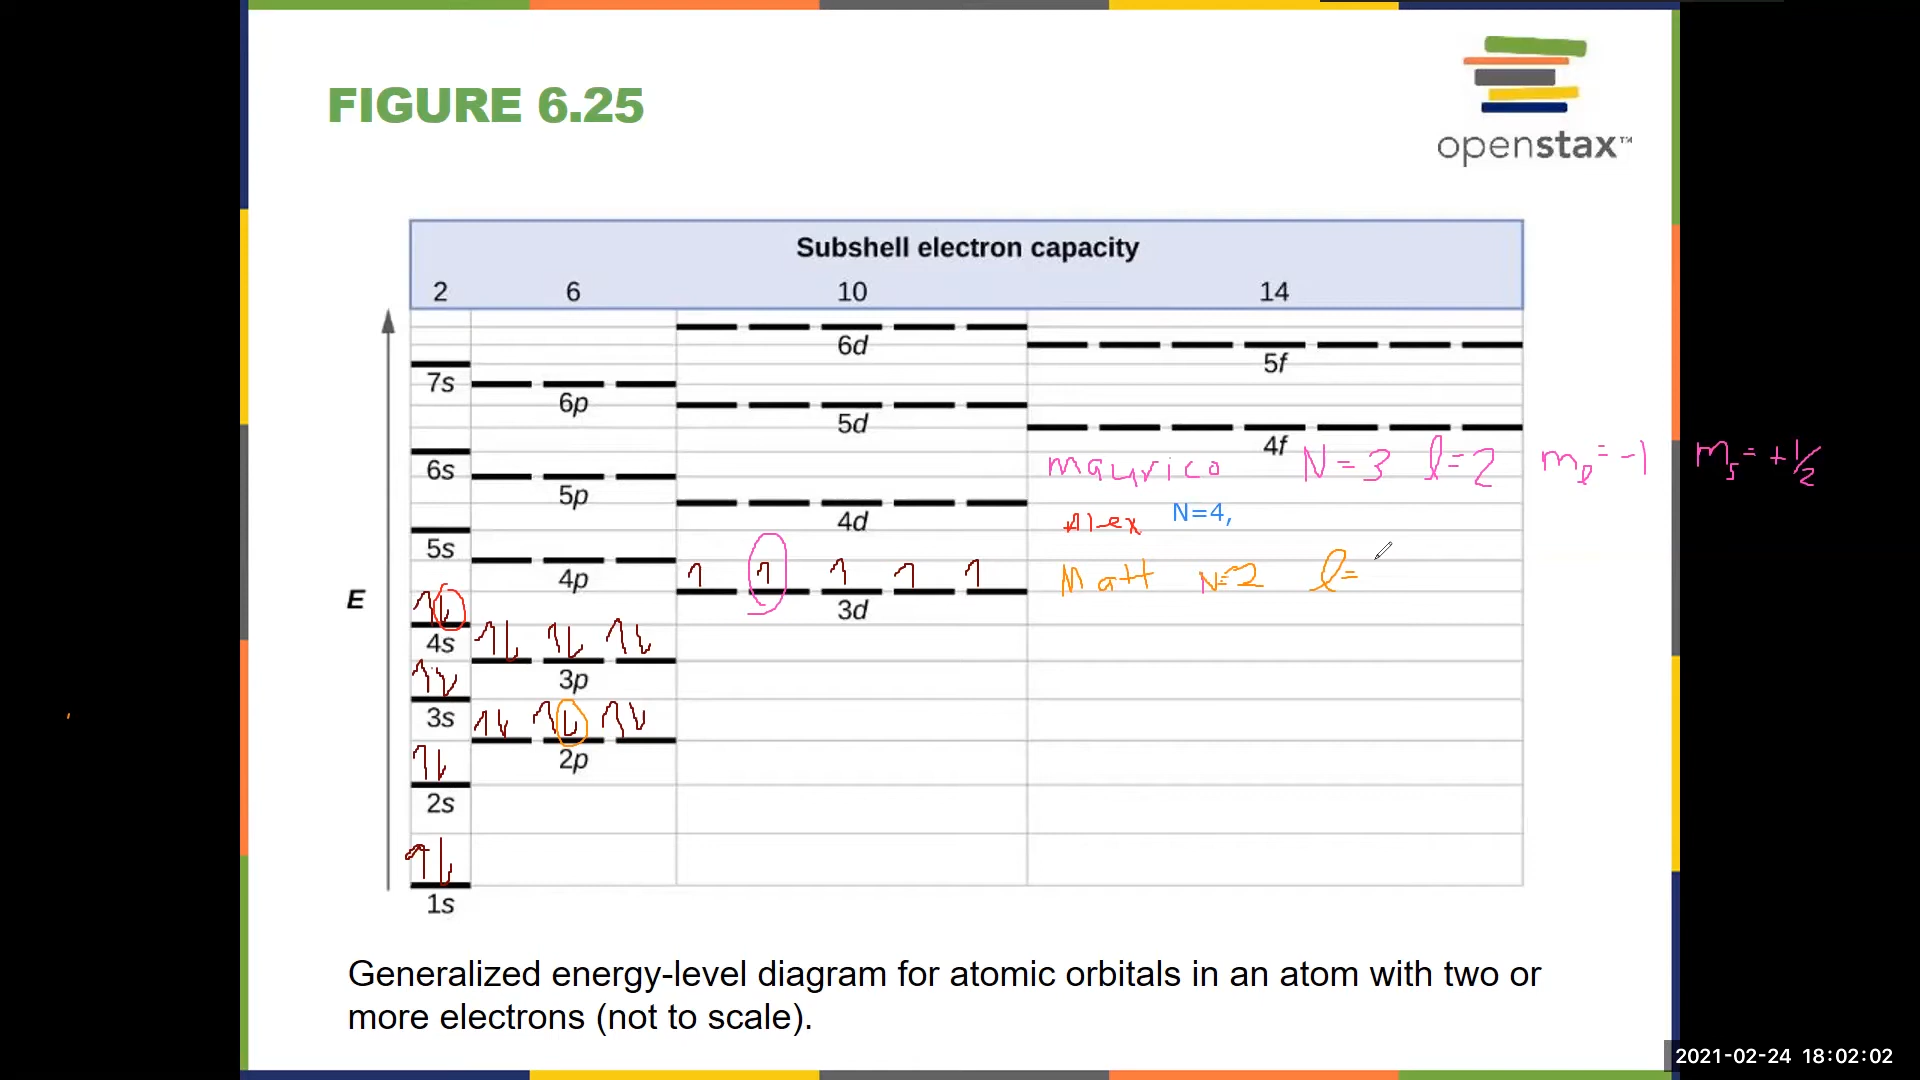 FIGURE 6.25
openstax™
Subshell electron capacity
2 6 10 14
6d
5f
7s
6p
5d
4f
maurico N=3 l=2 mℓ=-1 ms=+1/2
6s
5p
4d
Alex N=4,
5s
4p
Matt N=2 l=
E
3d
4s
3p
3s
2p
2s
1s
Generalized energy-level diagram for atomic orbitals in an atom with two or
more electrons (not to scale).
2021-02-24 18:02:02